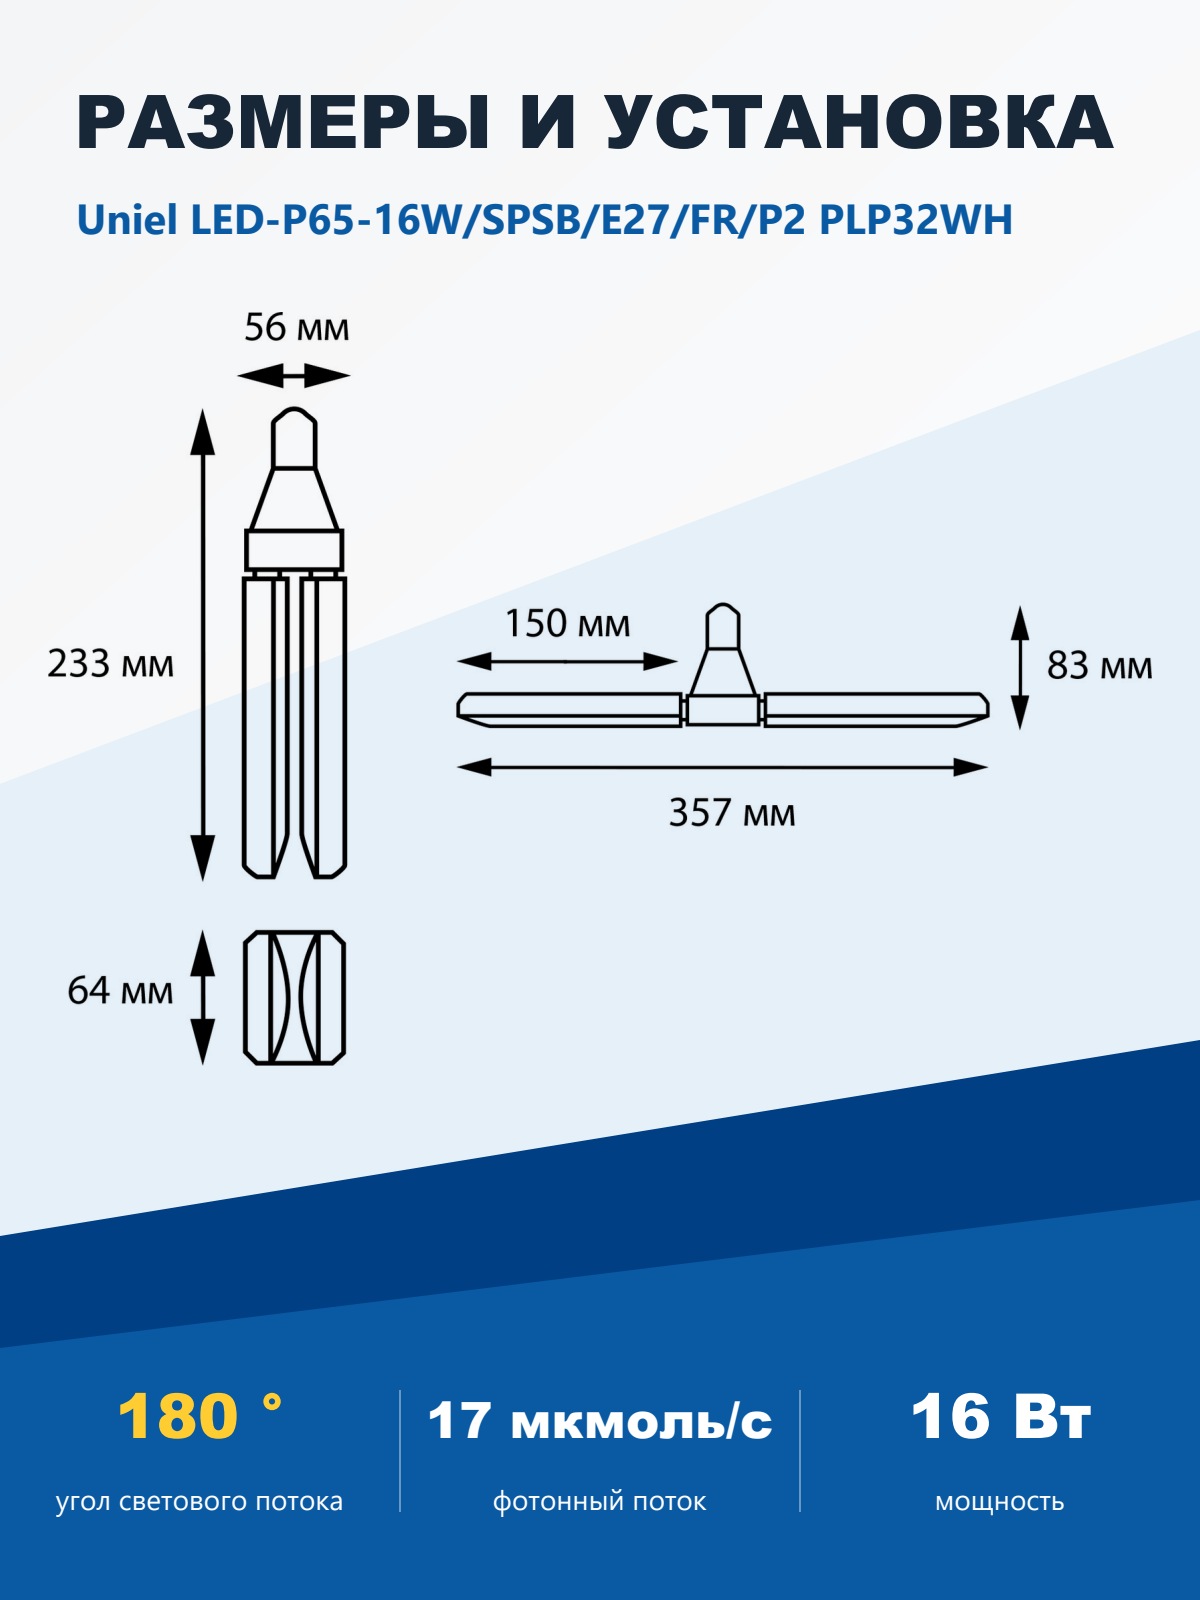 РАЗМЕРЫ И УСТАНОВКА
Uniel LED-P65-16W/SPSB/E27/FR/P2 PLP32WH
56 мм
233 мм
150 мм
83 мм
357 мм
64 мм
180 °
17 мкмоль/с
16 Вт
угол светового потока
фотонный поток
мощность